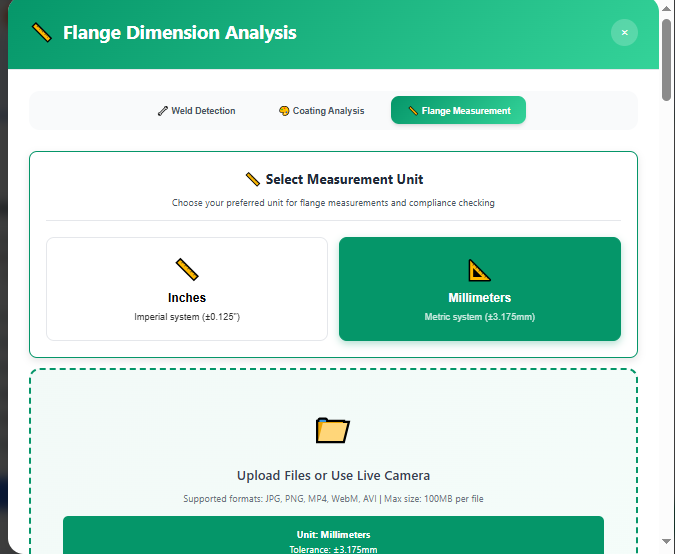 Flange Dimension Analysis
×
Weld Detection
Coating Analysis
Flange Measurement
Select Measurement Unit
Choose your preferred unit for flange measurements and compliance checking
Inches
Imperial system (±0.125")
Millimeters
Metric system (±3.175mm)
Upload Files or Use Live Camera
Supported formats: JPG, PNG, MP4, WebM, AVI | Max size: 100MB per file
Unit: Millimeters
Tolerance: ±3.175mm